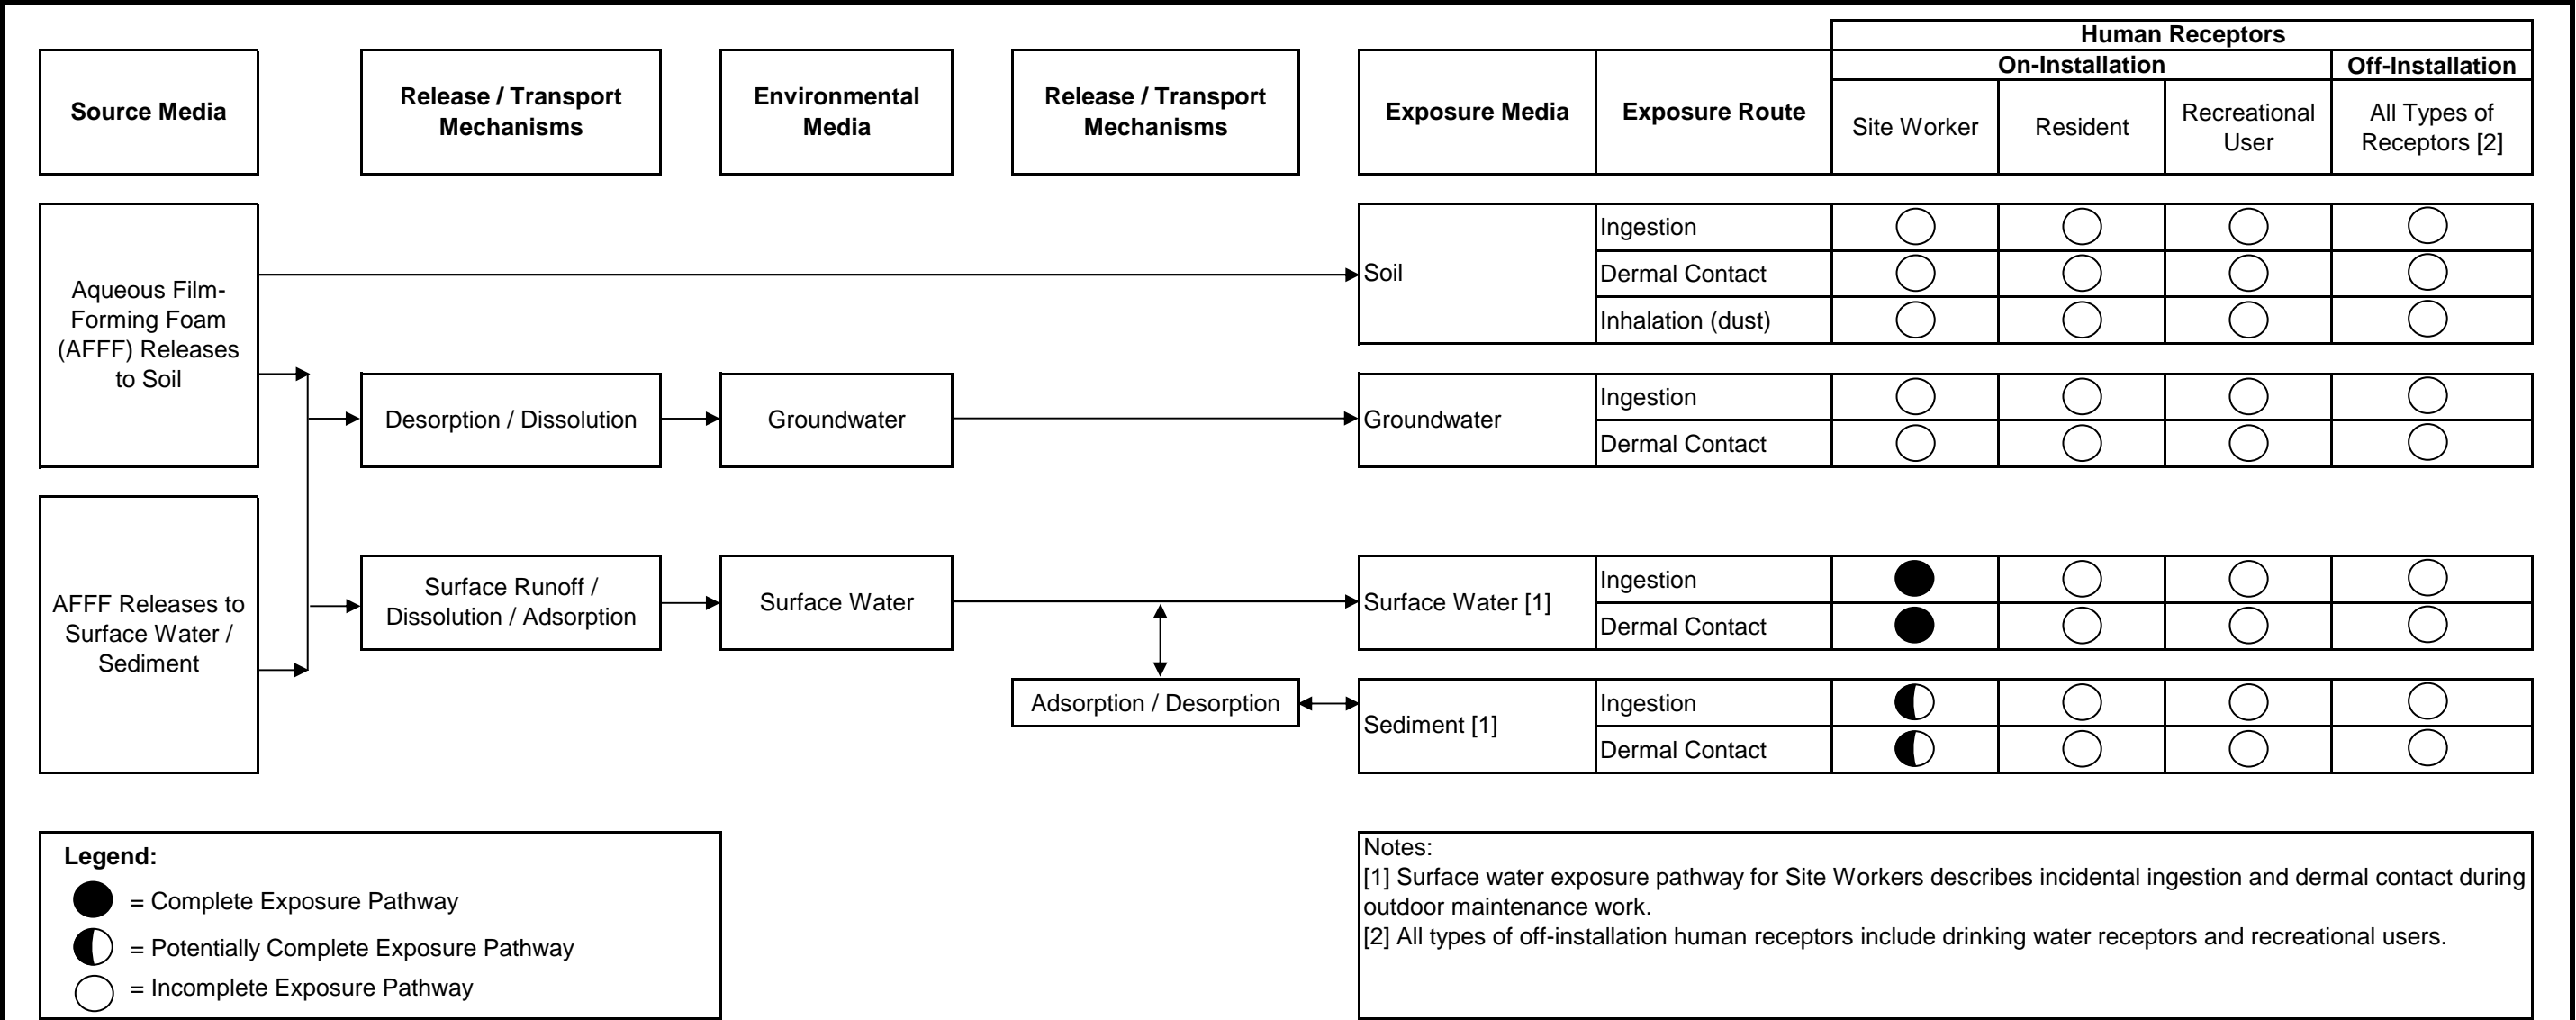 Human Receptors
On-Installation
Off-Installation
Source Media
Release / Transport
Mechanisms
Environmental
Media
Release / Transport
Mechanisms
Exposure Media
Exposure Route
Site Worker
Resident
Recreational
User
All Types of
Receptors [2]
Aqueous Film-
Forming Foam
(AFFF) Releases
to Soil
Soil
Ingestion
Dermal Contact
Inhalation (dust)
Desorption / Dissolution
Groundwater
Groundwater
Ingestion
Dermal Contact
AFFF Releases to
Surface Water /
Sediment
Surface Runoff /
Dissolution / Adsorption
Surface Water
Surface Water [1]
Ingestion
Dermal Contact
Adsorption / Desorption
Sediment [1]
Ingestion
Dermal Contact
Legend:
= Complete Exposure Pathway
= Potentially Complete Exposure Pathway
= Incomplete Exposure Pathway
Notes:
[1] Surface water exposure pathway for Site Workers describes incidental ingestion and dermal contact during
outdoor maintenance work.
[2] All types of off-installation human receptors include drinking water receptors and recreational users.